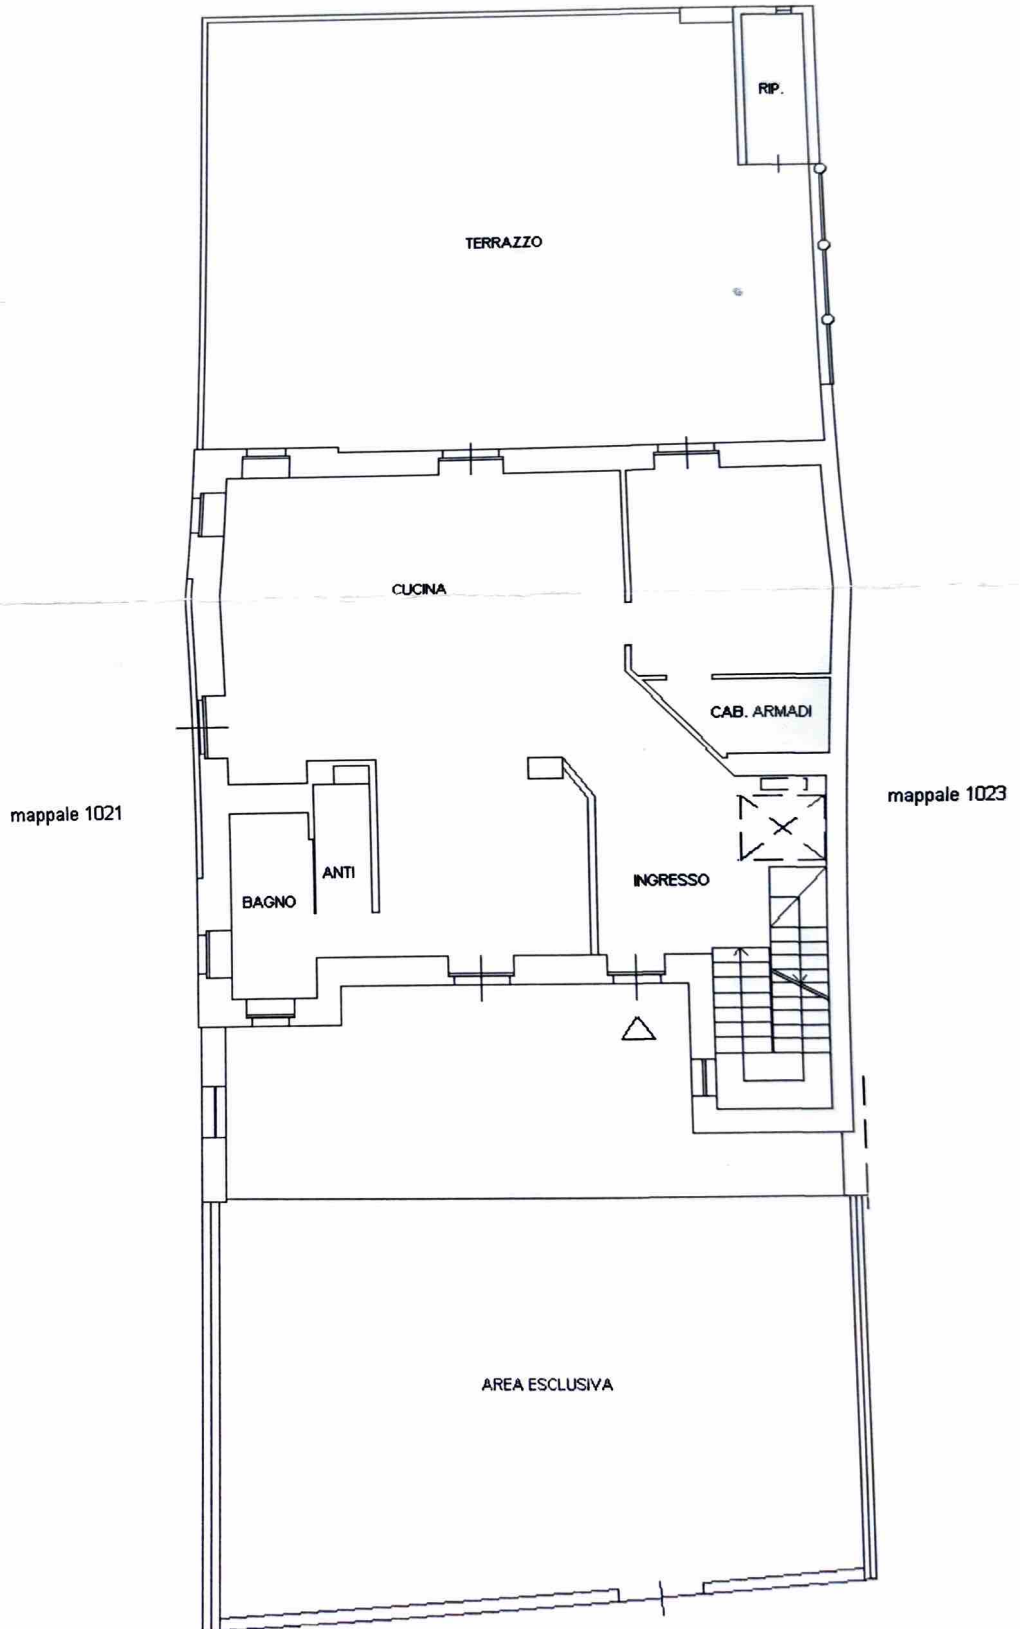 RIP.
TERRAZZO
CUCINA
CAB. ARMADI
mappale 1021
mappale 1023
ANTI
INGRESSO
BAGNO
AREA ESCLUSIVA